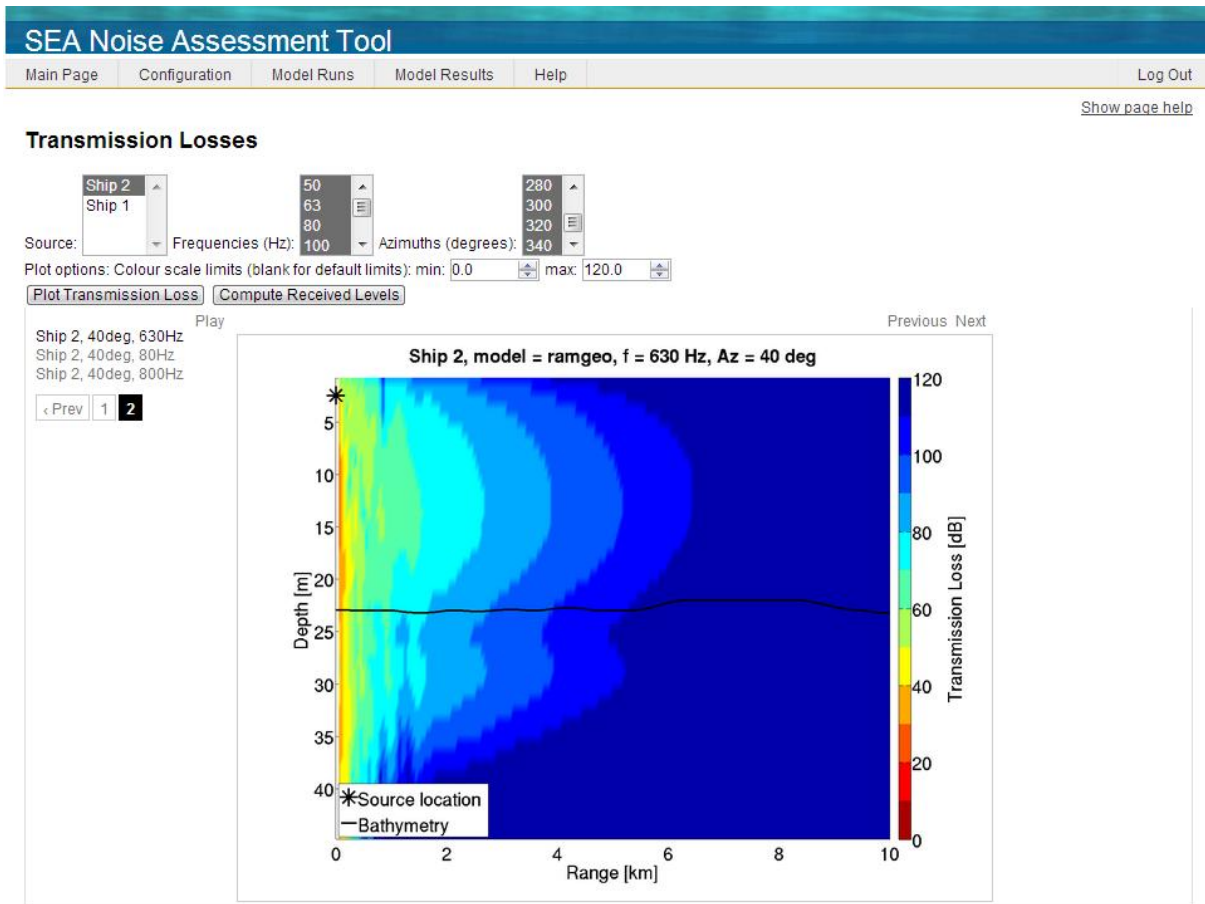 SEA Noise Assessment Tool
Main Page Configuration Model Runs Model Results Help Log Out
Show page help
Transmission Losses
Source: Ship 2 Ship 1 Frequencies (Hz): 50 63 80 100 Azimuths (degrees): 280 300 320 340
Plot options: Colour scale limits (blank for default limits): min: 0.0 max: 120.0
Plot Transmission Loss Compute Received Levels
Play Previous Next
Ship 2, 40deg, 630Hz
Ship 2, 40deg, 80Hz
Ship 2, 40deg, 800Hz
‹ Prev 1 2
Ship 2, model = ramgeo, f = 630 Hz, Az = 40 deg
Depth [m]
5
10
15
20
25
30
35
40
Source location
Bathymetry
0 2 4 6 8 10
Range [km]
120
100
80
60
40
20
0
Transmission Loss [dB]